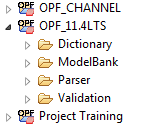 OPF_CHANNEL
OPF_11.4LTS
Dictionary
ModelBank
Parser
Validation
Project Training